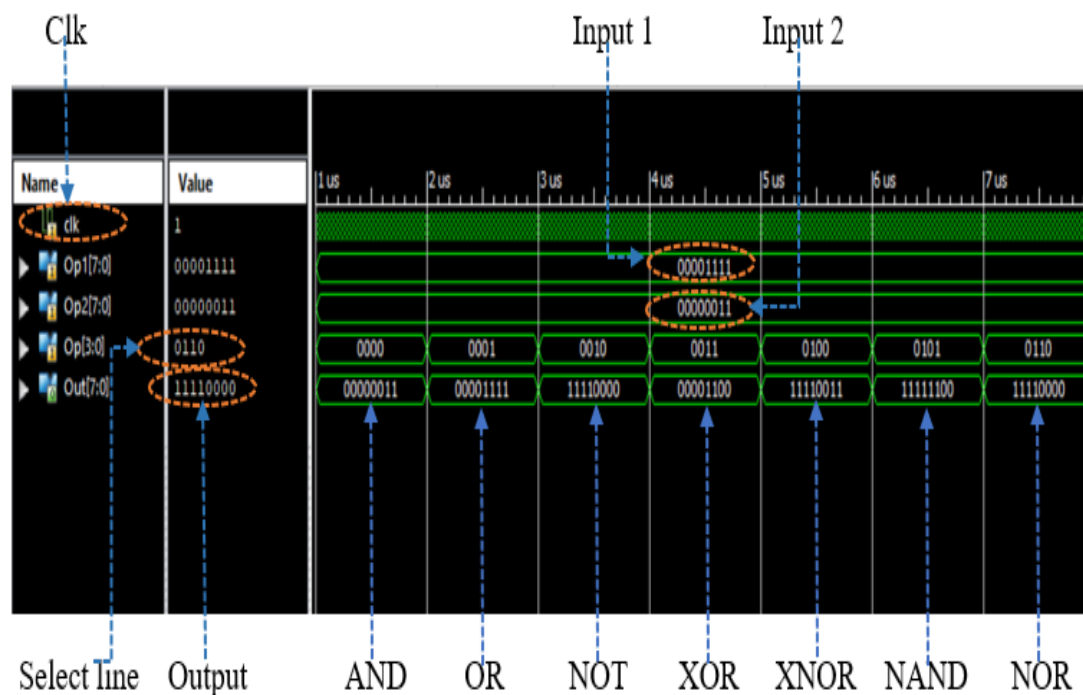 Clk Input 1 Input 2
Name Value 1 us 2 us 3 us 4 us 5 us 6 us 7 us
clk 1
Op1[7:0] 00001111 00001111
Op2[7:0] 00000011 00000011
Op[3:0] 0110 0000 0001 0010 0011 0100 0101 0110
Out[7:0] 11110000 00000011 00001111 11110000 00001100 11110011 11111100 11110000
Select line Output AND OR NOT XOR XNOR NAND NOR